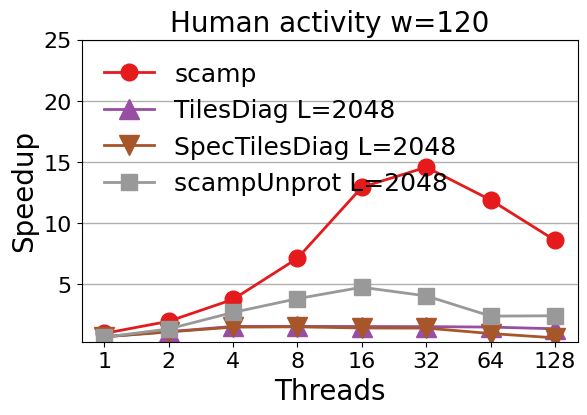 Human activity w=120
25
20
15
10
5
Speedup
scamp
TilesDiag L=2048
SpecTilesDiag L=2048
scampUnprot L=2048
1 2 4 8 16 32 64 128
Threads